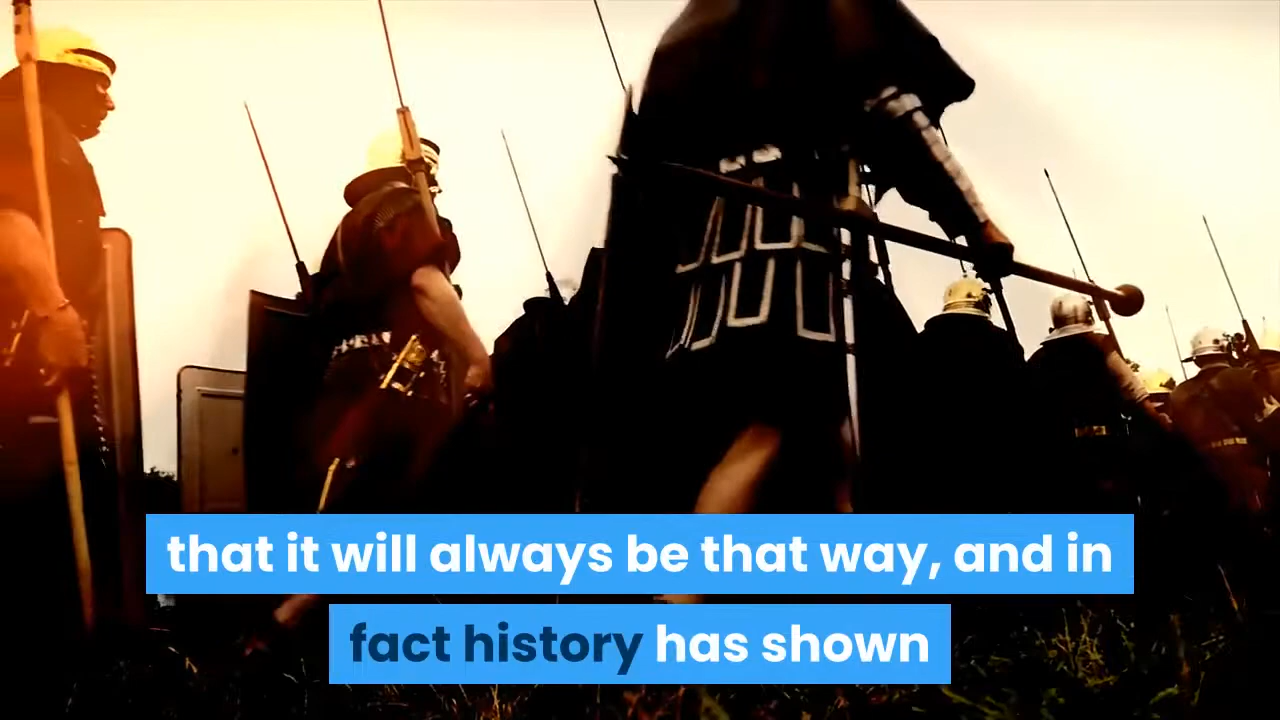 that it will always be that way, and in
fact history has shown